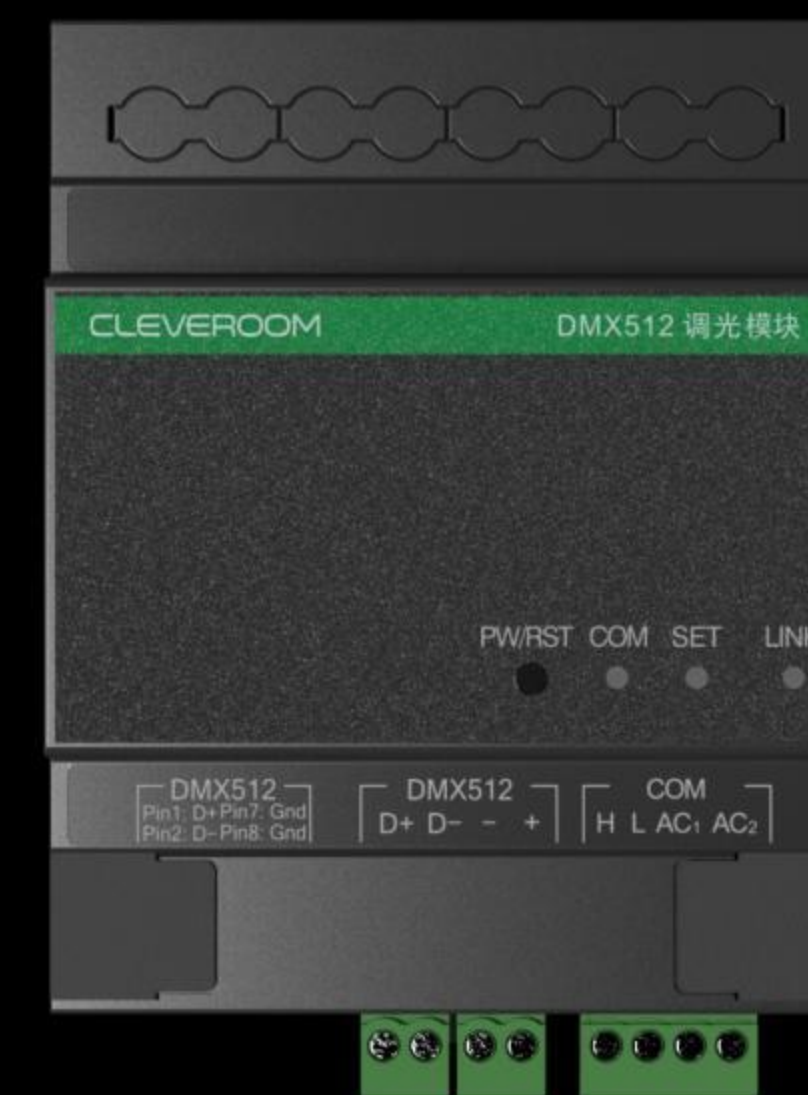 CLEVEROOM DMX512 调光模块
PW/RST COM SET LINK
DMX512 DMX512 COM
Pin1: D+ Pin7: Gnd
Pin2: D- Pin8: Gnd
D+ D- - + H L AC1 AC2